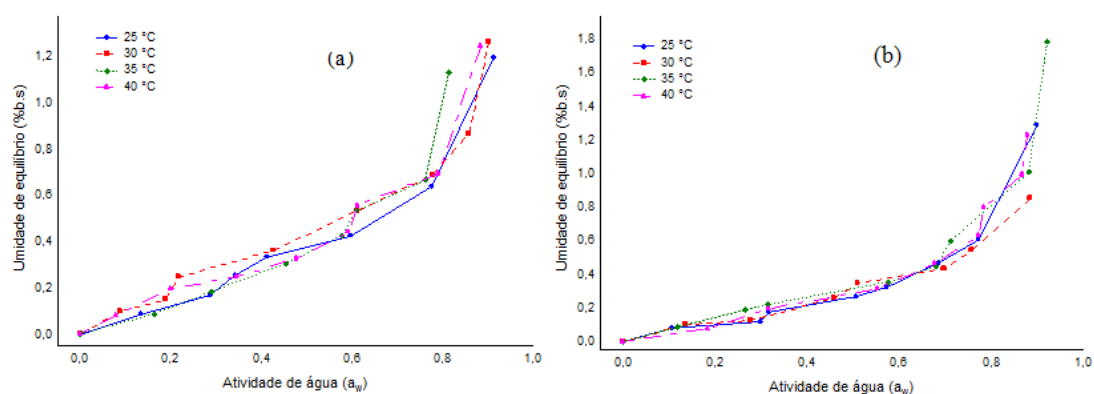 (a)
25 °C
30 °C
35 °C
40 °C
Umidade de equilíbrio (%b.s)
1,2
1,0
0,8
0,6
0,4
0,2
0,0
0,0 0,2 0,4 0,6 0,8 1,0
Atividade de água (aw)
(b)
25 °C
30 °C
35 °C
40 °C
Umidade de equilíbrio (%b.s)
1,8
1,6
1,4
1,2
1,0
0,8
0,6
0,4
0,2
0,0
0,0 0,2 0,4 0,6 0,8 1,0
Atividade de água (aw)